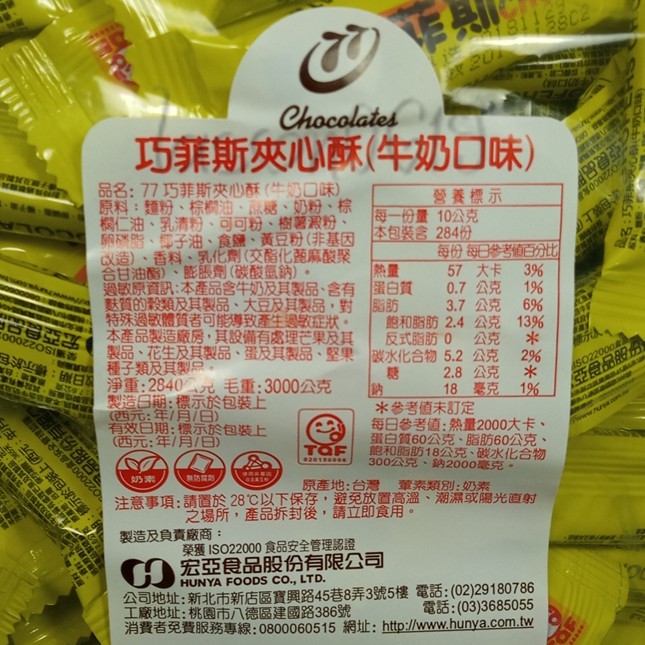 Chocolates
巧菲斯夾心酥(牛奶口味)
品名: 77巧菲斯夾心酥(牛奶口味)
原料: 麵粉、棕櫚油、蔗糖、奶粉、棕
櫚仁油、乳清粉、可可粉、樹薯澱粉、
卵磷脂、椰子油、食鹽、黃豆粉(非基因
改造)、香料、乳化劑(交酯化蓖麻酸聚
合甘油酯)、膨脹劑(碳酸氫鈉)。
過敏原資訊:本產品含牛奶及其製品、含有
麩質的穀類及其製品、大豆及其製品，對
特殊過敏體質者可能導致產生過敏症狀。
本產品製造廠房，其設備有處理芒果及其
製品、花生及其製品、蛋及其製品、堅果
種子類及其製品。
淨重:2840公克 毛重:3000公克
製造日期:標示於包裝上
(西元:年/月/日)
有效日期:標示於包裝上
(西元:年/月/日)
營養標示
每一份量 10公克
本包裝含 284份
每份 每日參考值百分比
熱量 57 大卡 3%
蛋白質 0.7 公克 1%
脂肪 3.7 公克 6%
飽和脂肪 2.4 公克 13%
反式脂肪 0 公克 *
碳水化合物 5.2 公克 2%
糖 2.8 公克 *
鈉 18 毫克 1%
*參考值未訂定
每日參考值:熱量2000大卡、
蛋白質60公克、脂肪60公克、
飽和脂肪18公克、碳水化合物
300公克、鈉2000毫克。
TQF
奶素
無防腐劑
原產地:台灣 葷素類別:奶素
注意事項:請置於28℃以下保存，避免放置高溫、潮濕或陽光直射
之場所，產品拆封後，請立即食用。
製造及負責廠商：
榮獲 ISO22000 食品安全管理認證
宏亞食品股份有限公司
HUNYA FOODS CO., LTD.
公司地址:新北市新店區寶興路45巷8弄3號5樓 電話:(02)29180786
工廠地址:桃園市八德區建國路386號 電話:(03)3685055
消費者免費服務專線:0800060515 網址: http://www.hunya.com.tw